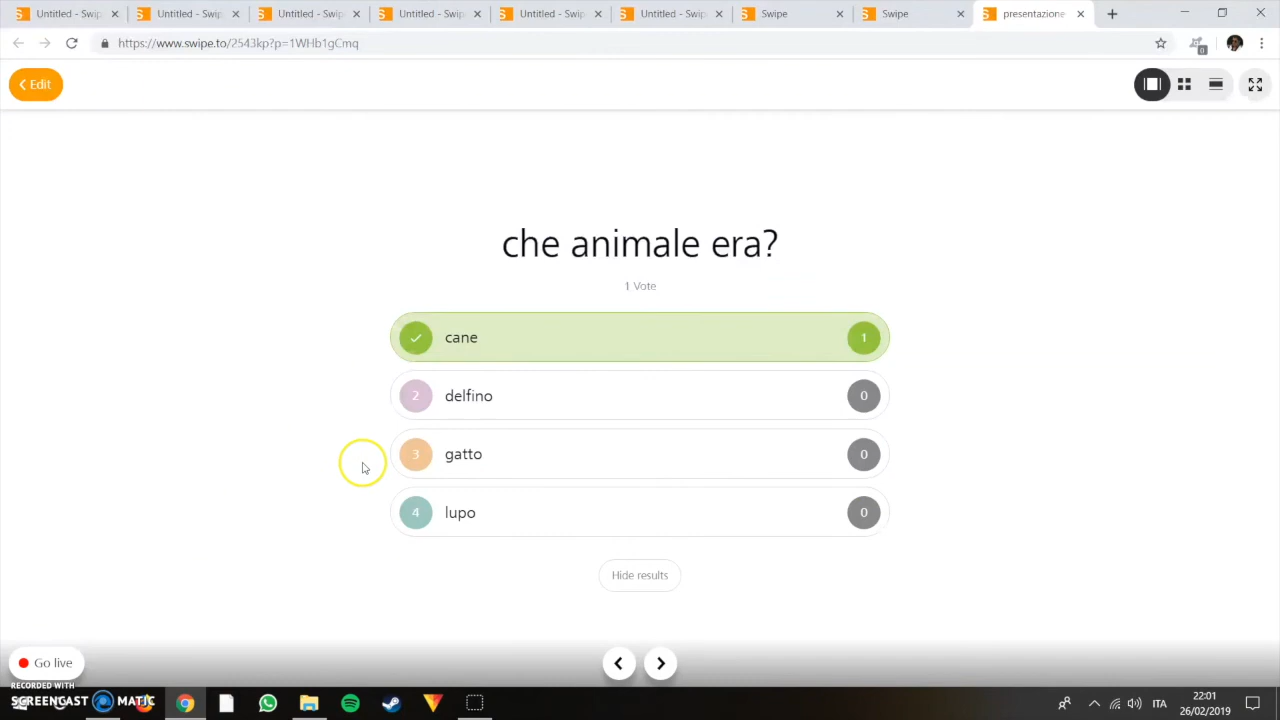 Untitled - Swip
Untitled - Swip
Untitled - Swip
Untitled - Swip
Untitled - Swip
Untitled - Swip
Swipe
Swipe
presentazione
https://www.swipe.to/2543kp?p=1WHb1gCmq
0
Edit
che animale era?
1 Vote
cane 1
2 delfino 0
3 gatto 0
4 lupo 0
Hide results
Go live
RECORDED WITH
SCREENCAST MATIC
ITA
22:01
26/02/2019